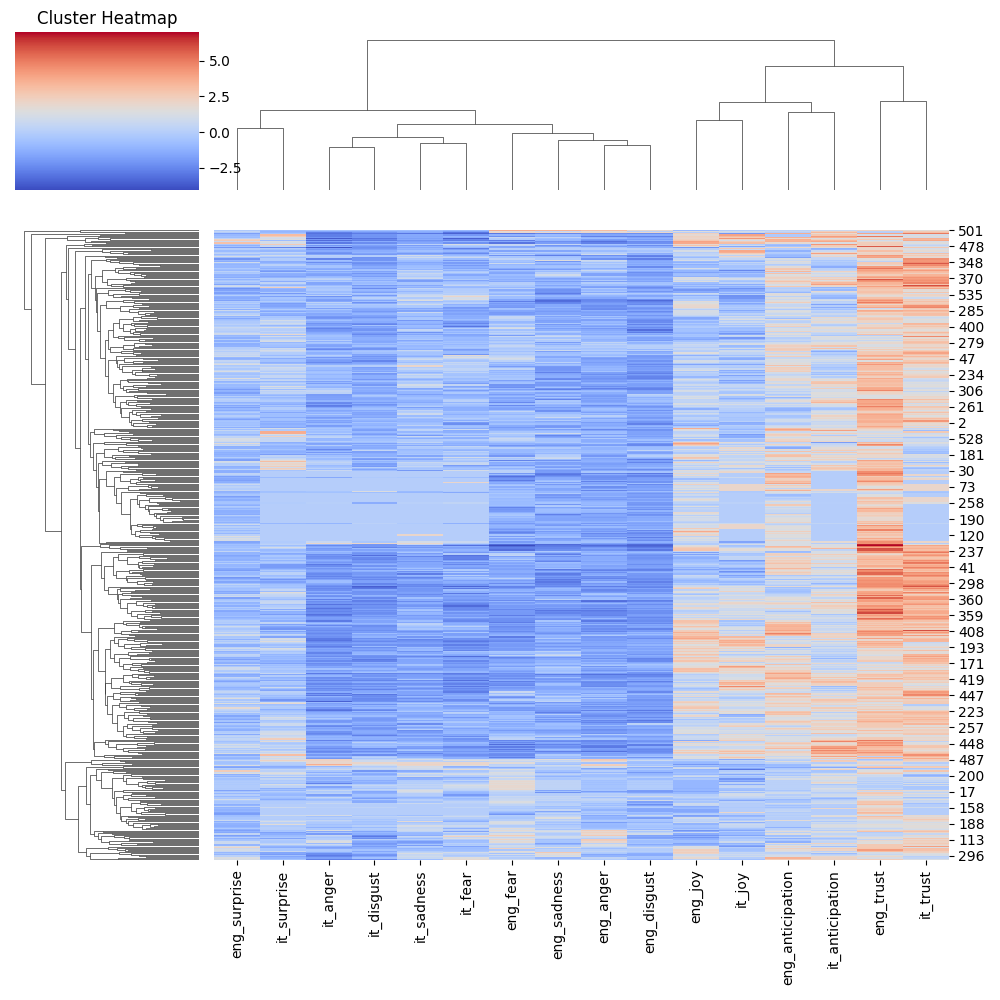 Cluster Heatmap
5.0
2.5
0.0
−2.5
501
478
348
370
535
285
400
279
47
234
306
261
2
528
181
30
73
258
190
120
237
41
298
360
359
408
193
171
419
447
223
257
448
487
200
17
158
188
113
296
eng_surprise
it_surprise
it_anger
it_disgust
it_sadness
it_fear
eng_fear
eng_sadness
eng_anger
eng_disgust
eng_joy
it_joy
eng_anticipation
it_anticipation
eng_trust
it_trust